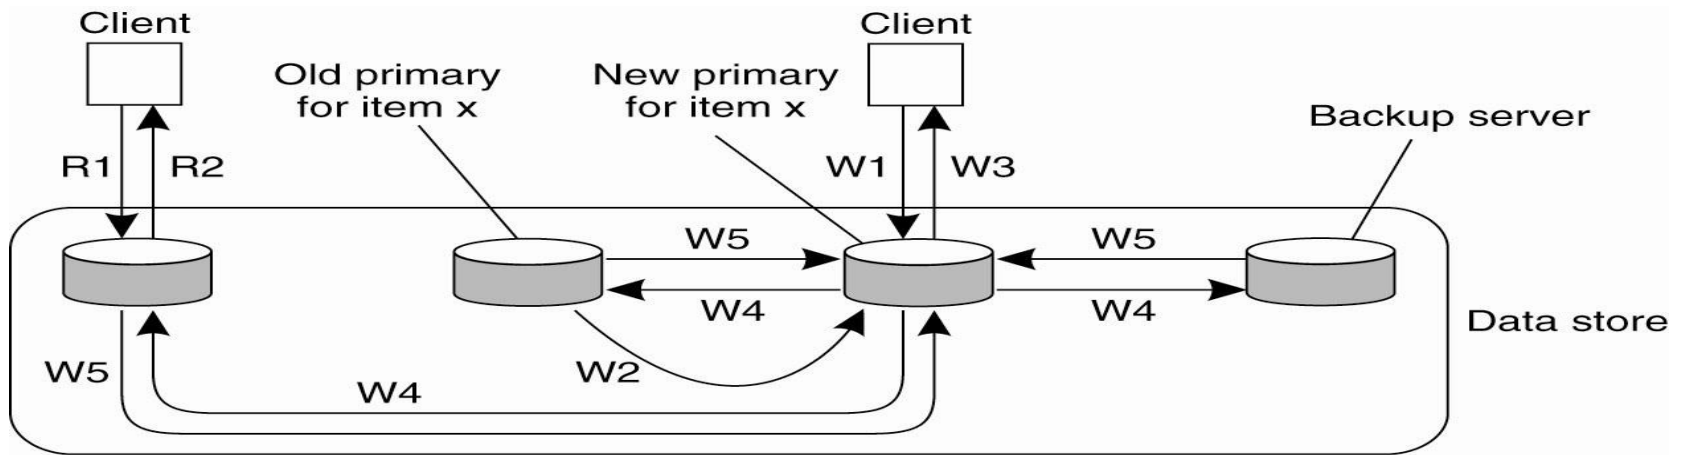 Client
Client
Old primary
for item x
New primary
for item x
Backup server
R1
R2
W1
W3
W5
W5
W4
W4
Data store
W5
W2
W4